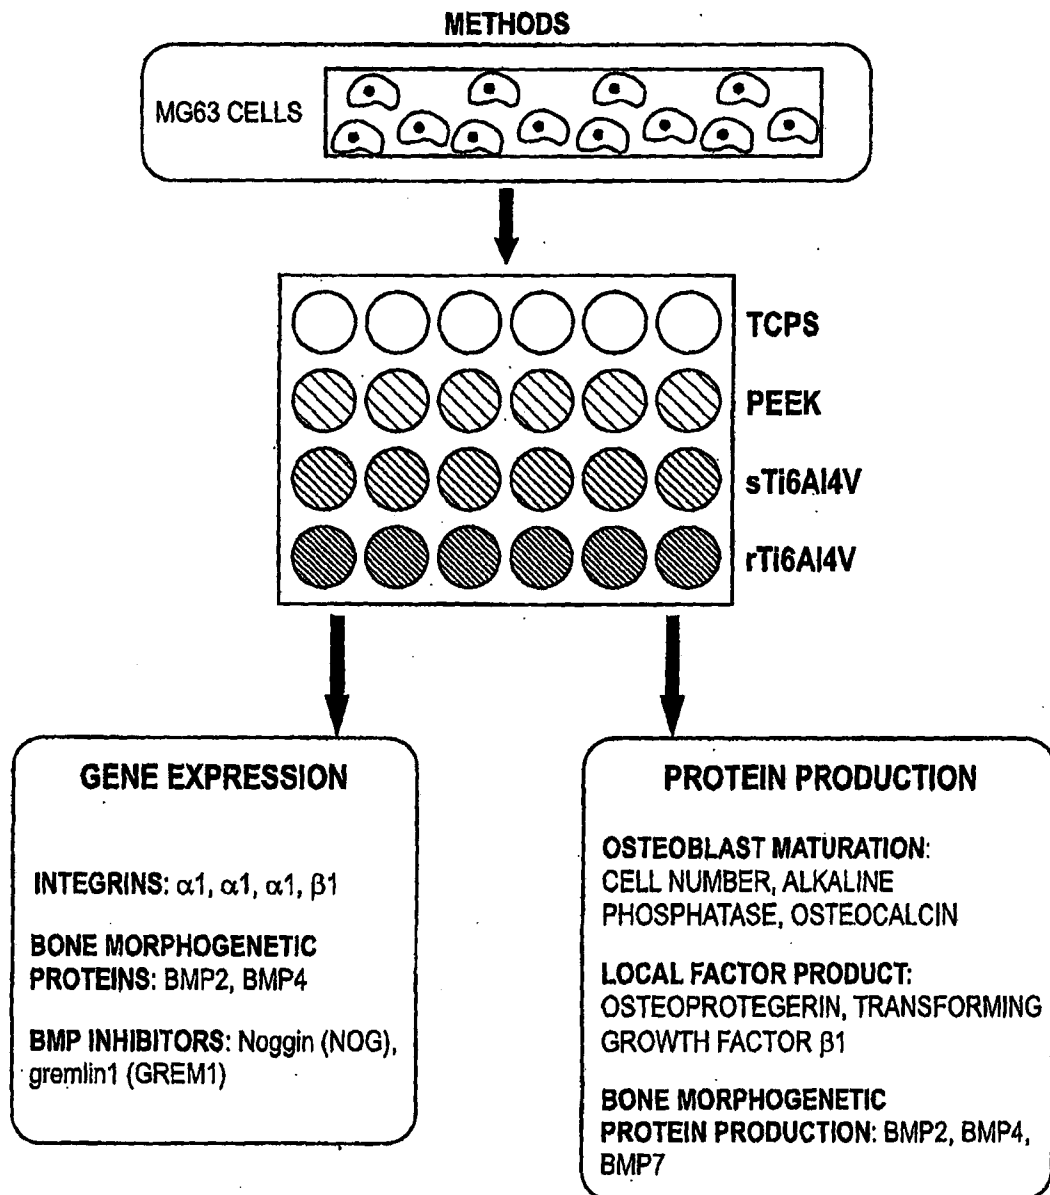 METHODS
MG63 CELLS
TCPS
PEEK
sTi6Al4V
rTi6Al4V
GENE EXPRESSION
INTEGRINS: α1, α1, α1, β1
BONE MORPHOGENETIC
PROTEINS: BMP2, BMP4
BMP INHIBITORS: Noggin (NOG),
gremlin1 (GREM1)
PROTEIN PRODUCTION
OSTEOBLAST MATURATION:
CELL NUMBER, ALKALINE
PHOSPHATASE, OSTEOCALCIN
LOCAL FACTOR PRODUCT:
OSTEOPROTEGERIN, TRANSFORMING
GROWTH FACTOR β1
BONE MORPHOGENETIC
PROTEIN PRODUCTION: BMP2, BMP4,
BMP7